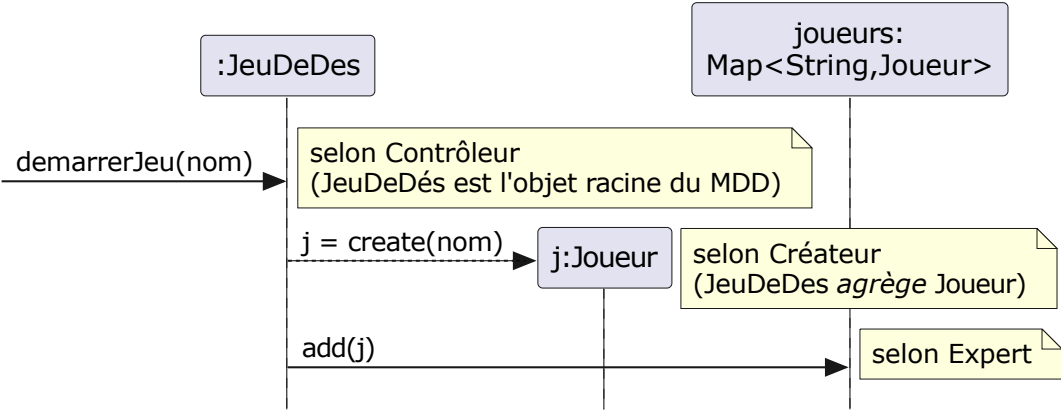 :JeuDeDes
joueurs:
Map<String,Joueur>
demarrerJeu(nom)
selon Contrôleur
(JeuDeDés est l'objet racine du MDD)
j = create(nom)
j:Joueur
selon Créateur
(JeuDeDes agrège Joueur)
add(j)
selon Expert